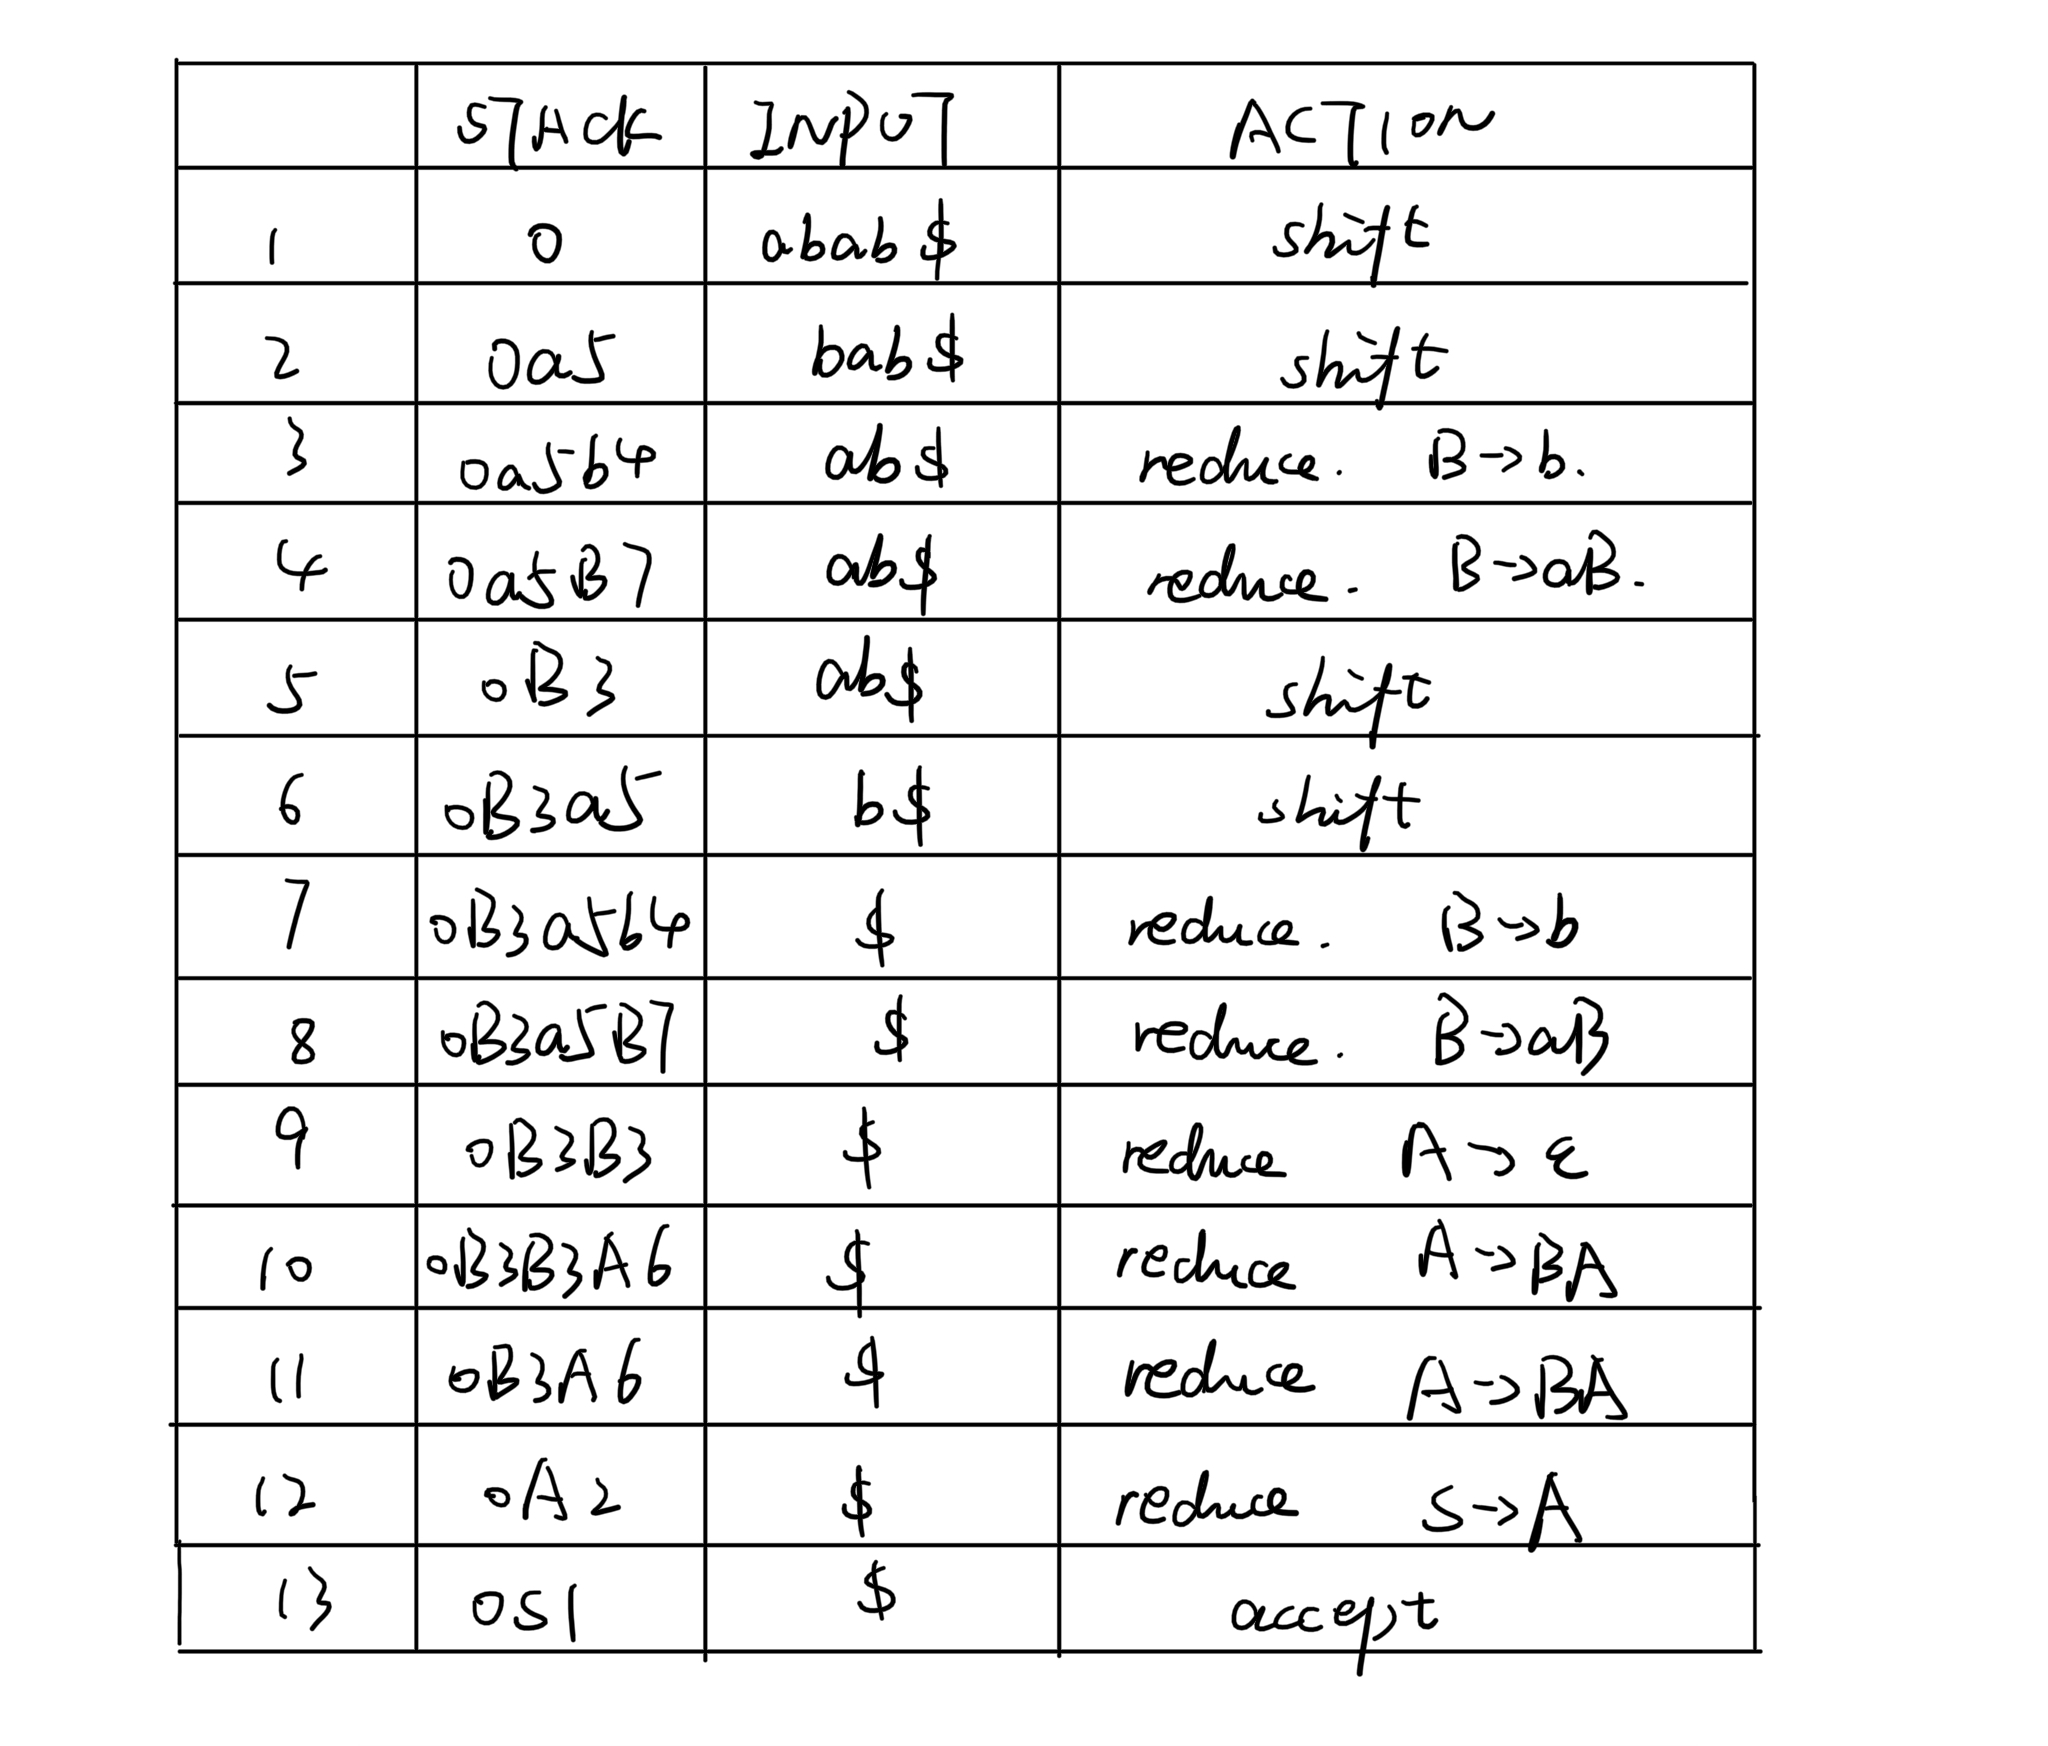 STACK INPUT ACTION
1 0 abab$ shift
2 0a5 bab$ shift
3 0a5b4 ab$ reduce. B→b.
4 0a5B7 ab$ reduce. B→aB.
5 0B3 ab$ shift
6 0B3a5 b$ shift
7 0B3a5b4 $ reduce. B→b
8 0B3a5B7 $ reduce. B→aB
9 0B3B3 $ reduce A→ε
10 0B3B3A6 $ reduce A→BA
11 0B3A6 $ reduce A→BA
12 0A2 $ reduce S→A
13 0S1 $ accept